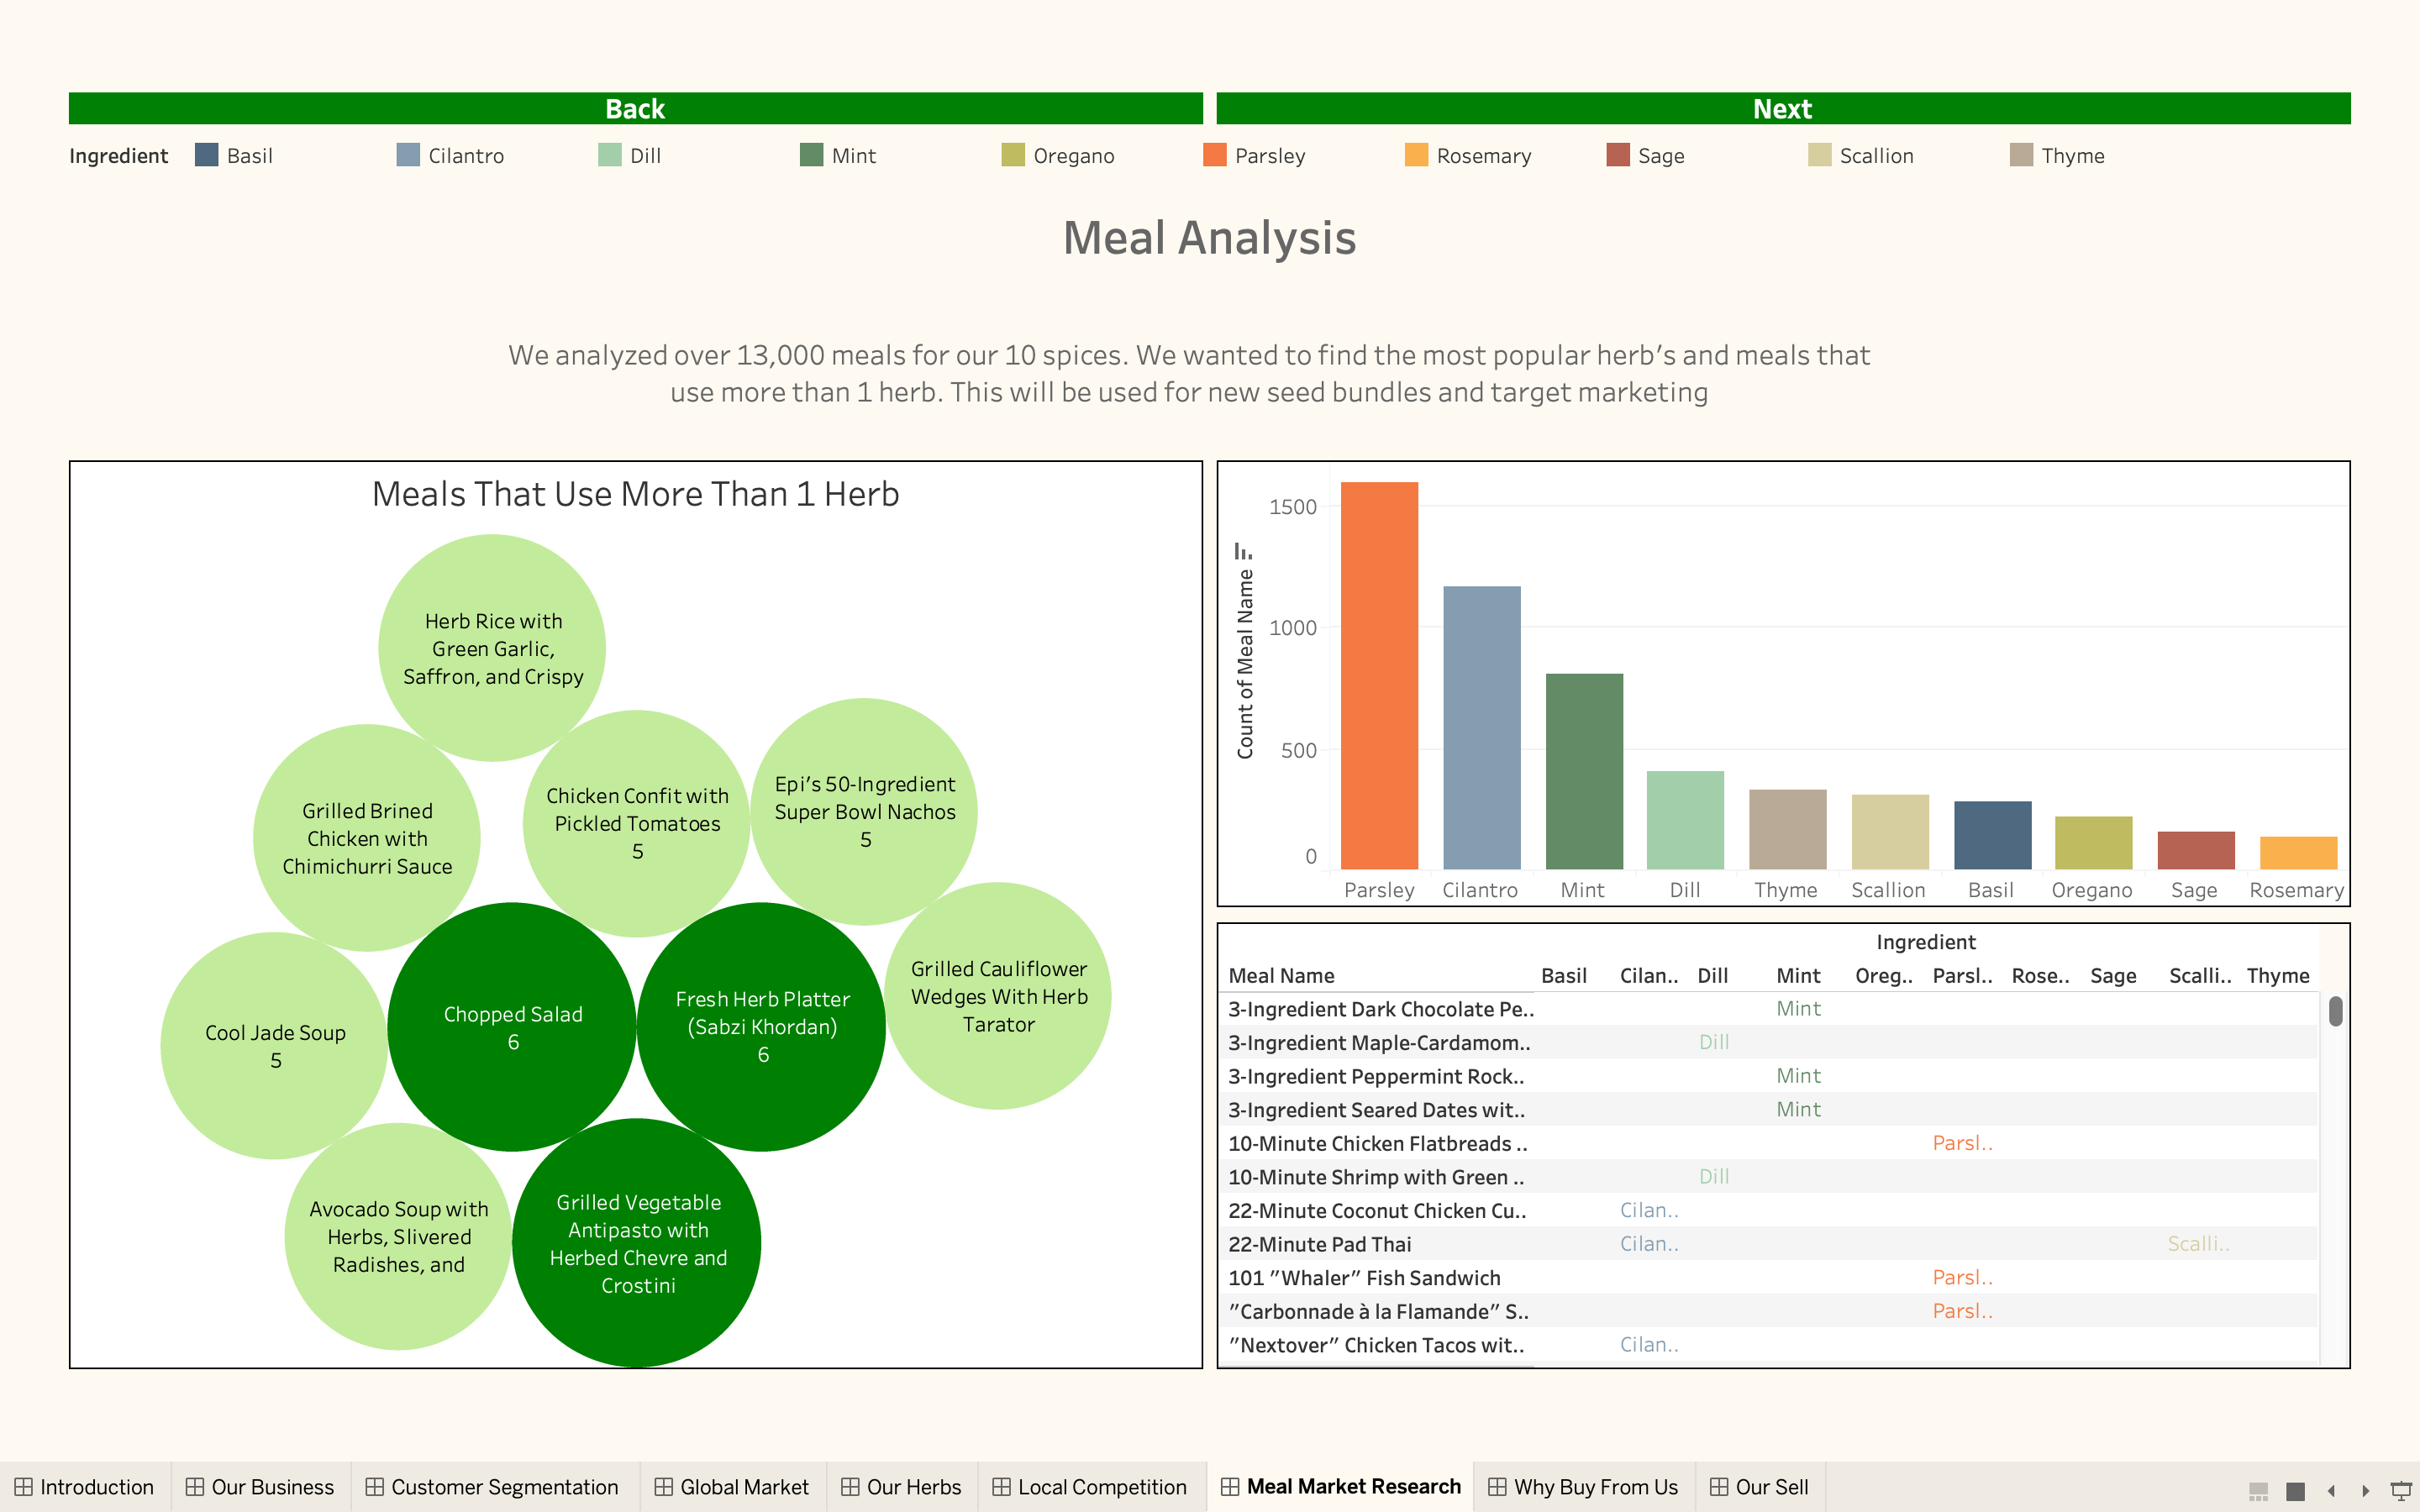 Back
Next
Ingredient Basil Cilantro Dill Mint Oregano Parsley Rosemary Sage Scallion Thyme
Meal Analysis
We analyzed over 13,000 meals for our 10 spices. We wanted to find the most popular herb's and meals that
use more than 1 herb. This will be used for new seed bundles and target marketing
Meals That Use More Than 1 Herb
Herb Rice with
Green Garlic,
Saffron, and Crispy
Grilled Brined
Chicken with
Chimichurri Sauce
Chicken Confit with
Pickled Tomatoes
5
Epi's 50-Ingredient
Super Bowl Nachos
5
Cool Jade Soup
5
Chopped Salad
6
Fresh Herb Platter
(Sabzi Khordan)
6
Grilled Cauliflower
Wedges With Herb
Tarator
Avocado Soup with
Herbs, Slivered
Radishes, and
Grilled Vegetable
Antipasto with
Herbed Chevre and
Crostini
Count of Meal Name
1500
1000
500
0
Parsley Cilantro Mint Dill Thyme Scallion Basil Oregano Sage Rosemary
Ingredient
Meal Name Basil Cilan.. Dill Mint Oreg.. Parsl.. Rose.. Sage Scalli.. Thyme
3-Ingredient Dark Chocolate Pe.. Mint
3-Ingredient Maple-Cardamom.. Dill
3-Ingredient Peppermint Rock.. Mint
3-Ingredient Seared Dates wit.. Mint
10-Minute Chicken Flatbreads .. Parsl..
10-Minute Shrimp with Green .. Dill
22-Minute Coconut Chicken Cu.. Cilan..
22-Minute Pad Thai Cilan.. Scalli..
101 "Whaler" Fish Sandwich Parsl..
"Carbonnade à la Flamande" S.. Parsl..
"Nextover" Chicken Tacos wit.. Cilan..
Introduction Our Business Customer Segmentation Global Market Our Herbs Local Competition Meal Market Research Why Buy From Us Our Sell